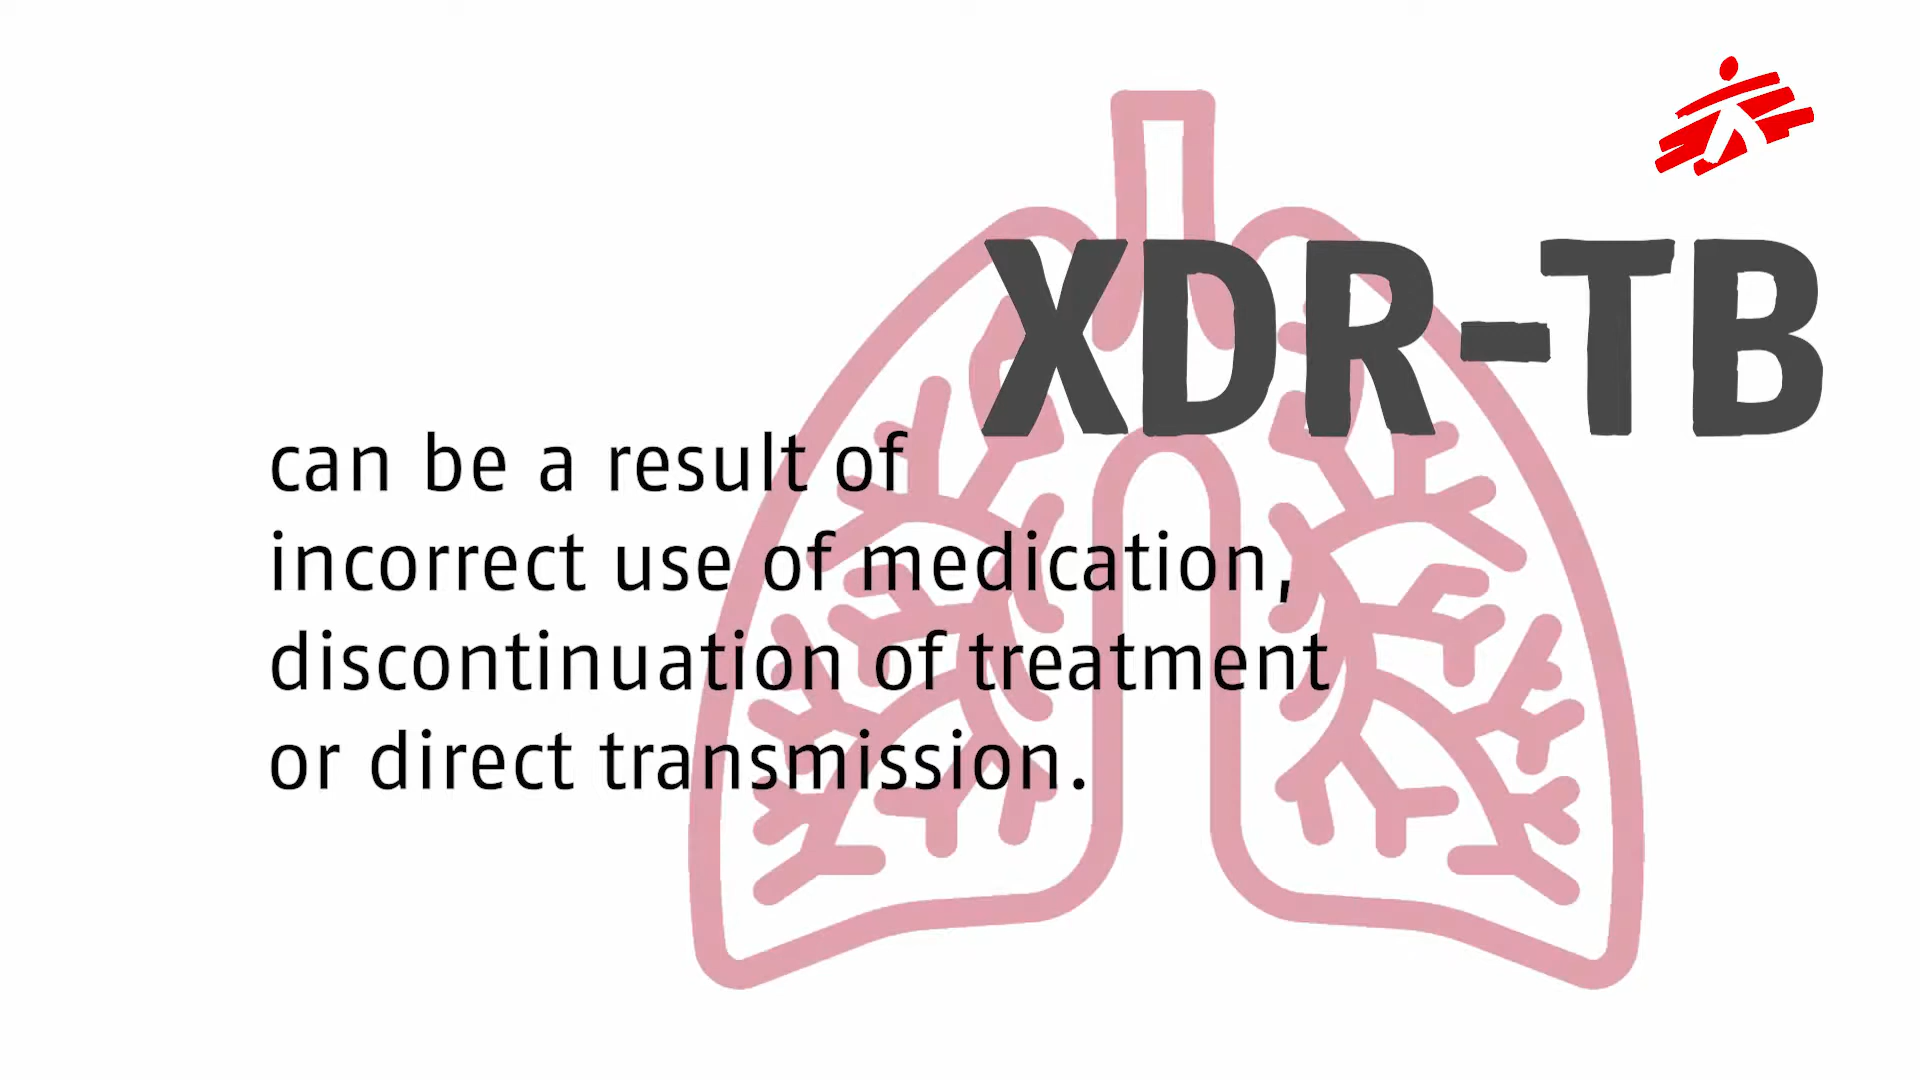 XDR-TB
can be a result of
incorrect use of medication,
discontinuation of treatment
or direct transmission.